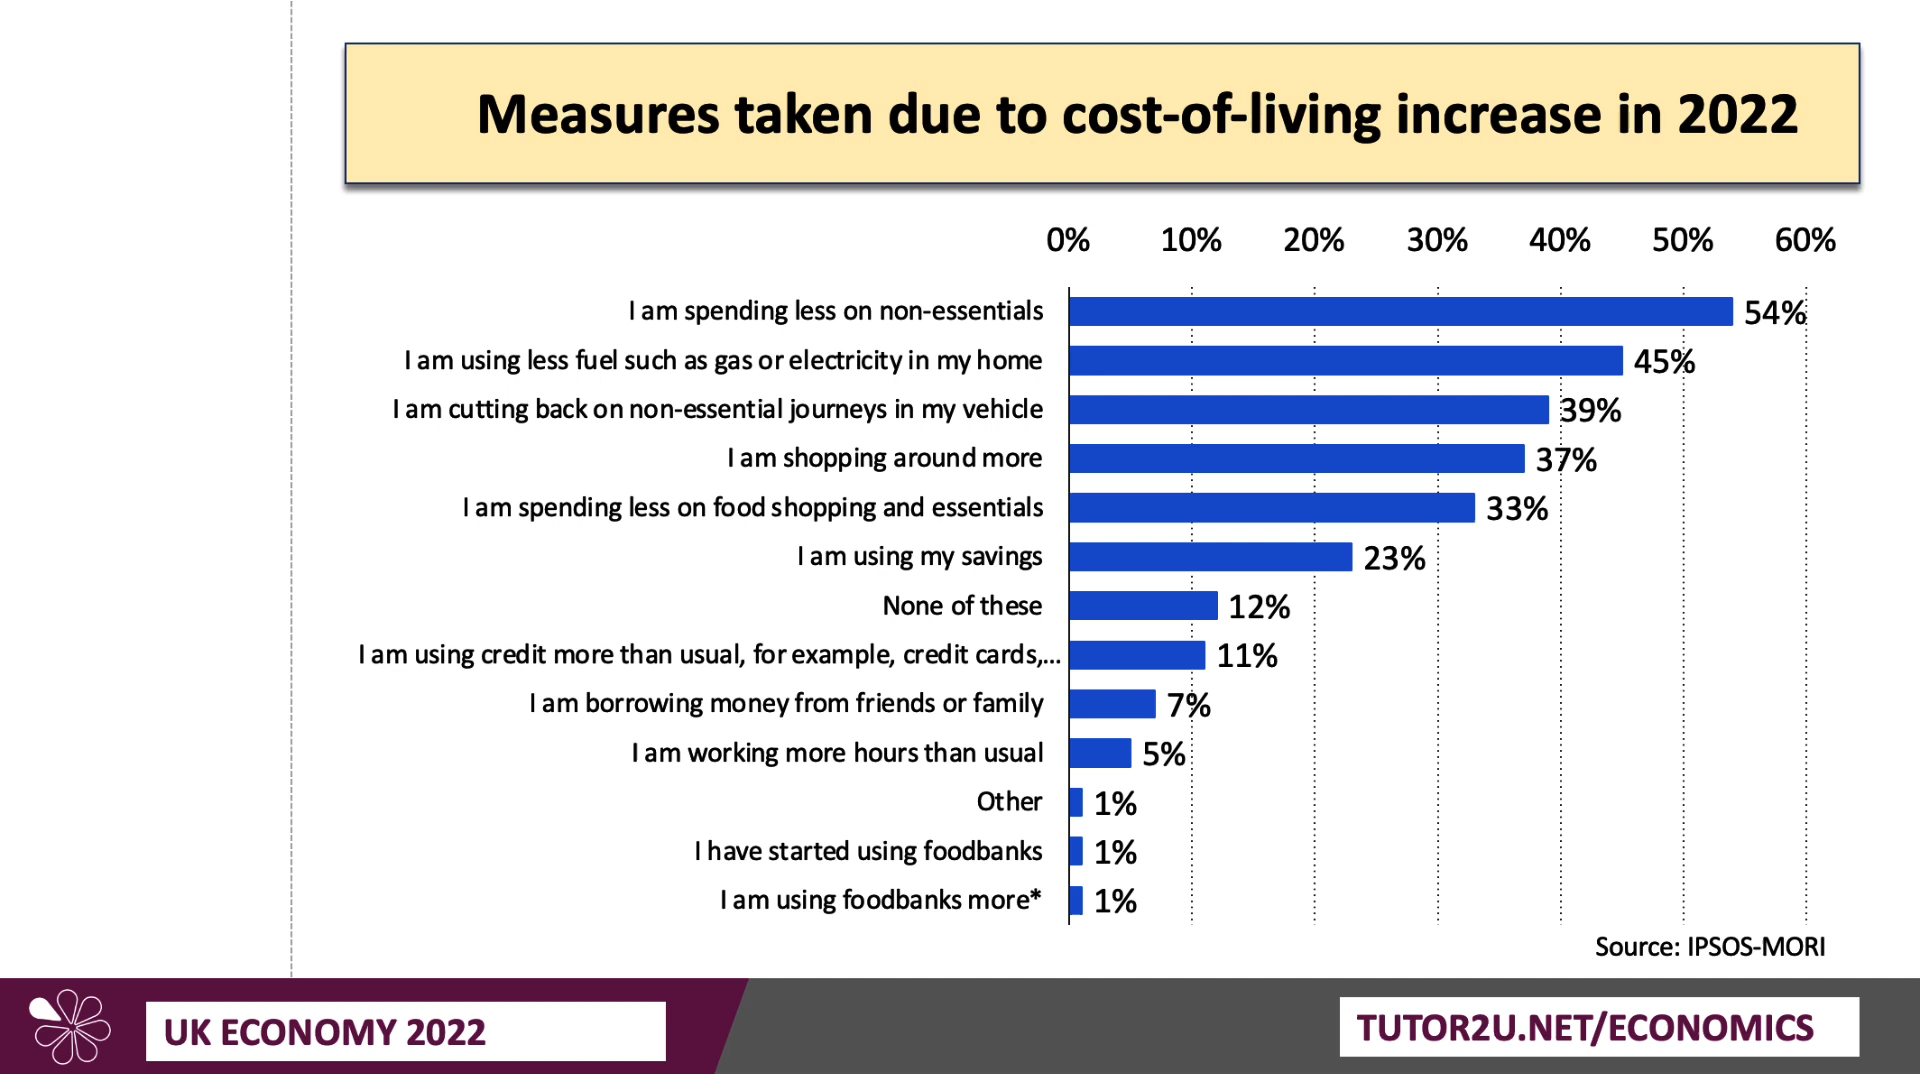 Measures taken due to cost-of-living increase in 2022
0% 10% 20% 30% 40% 50% 60%
I am spending less on non-essentials 54%
I am using less fuel such as gas or electricity in my home 45%
I am cutting back on non-essential journeys in my vehicle 39%
I am shopping around more 37%
I am spending less on food shopping and essentials 33%
I am using my savings 23%
None of these 12%
I am using credit more than usual, for example, credit cards,... 11%
I am borrowing money from friends or family 7%
I am working more hours than usual 5%
Other 1%
I have started using foodbanks 1%
I am using foodbanks more* 1%
Source: IPSOS-MORI
UK ECONOMY 2022
TUTOR2U.NET/ECONOMICS